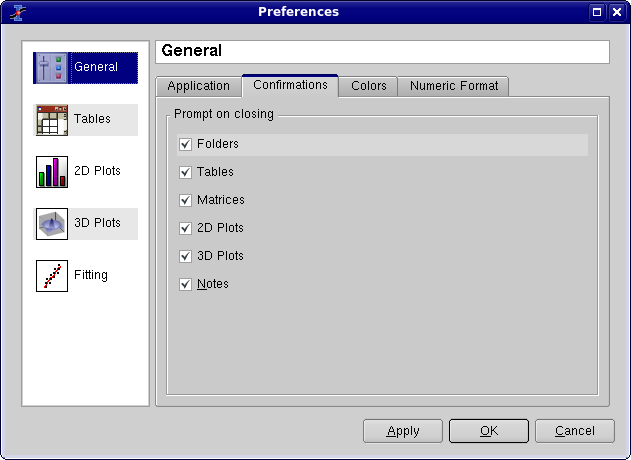 Preferences
General
Tables
2D Plots
3D Plots
Fitting
General
Application Confirmations Colors Numeric Format
Prompt on closing
Folders
Tables
Matrices
2D Plots
3D Plots
Notes
Apply OK Cancel